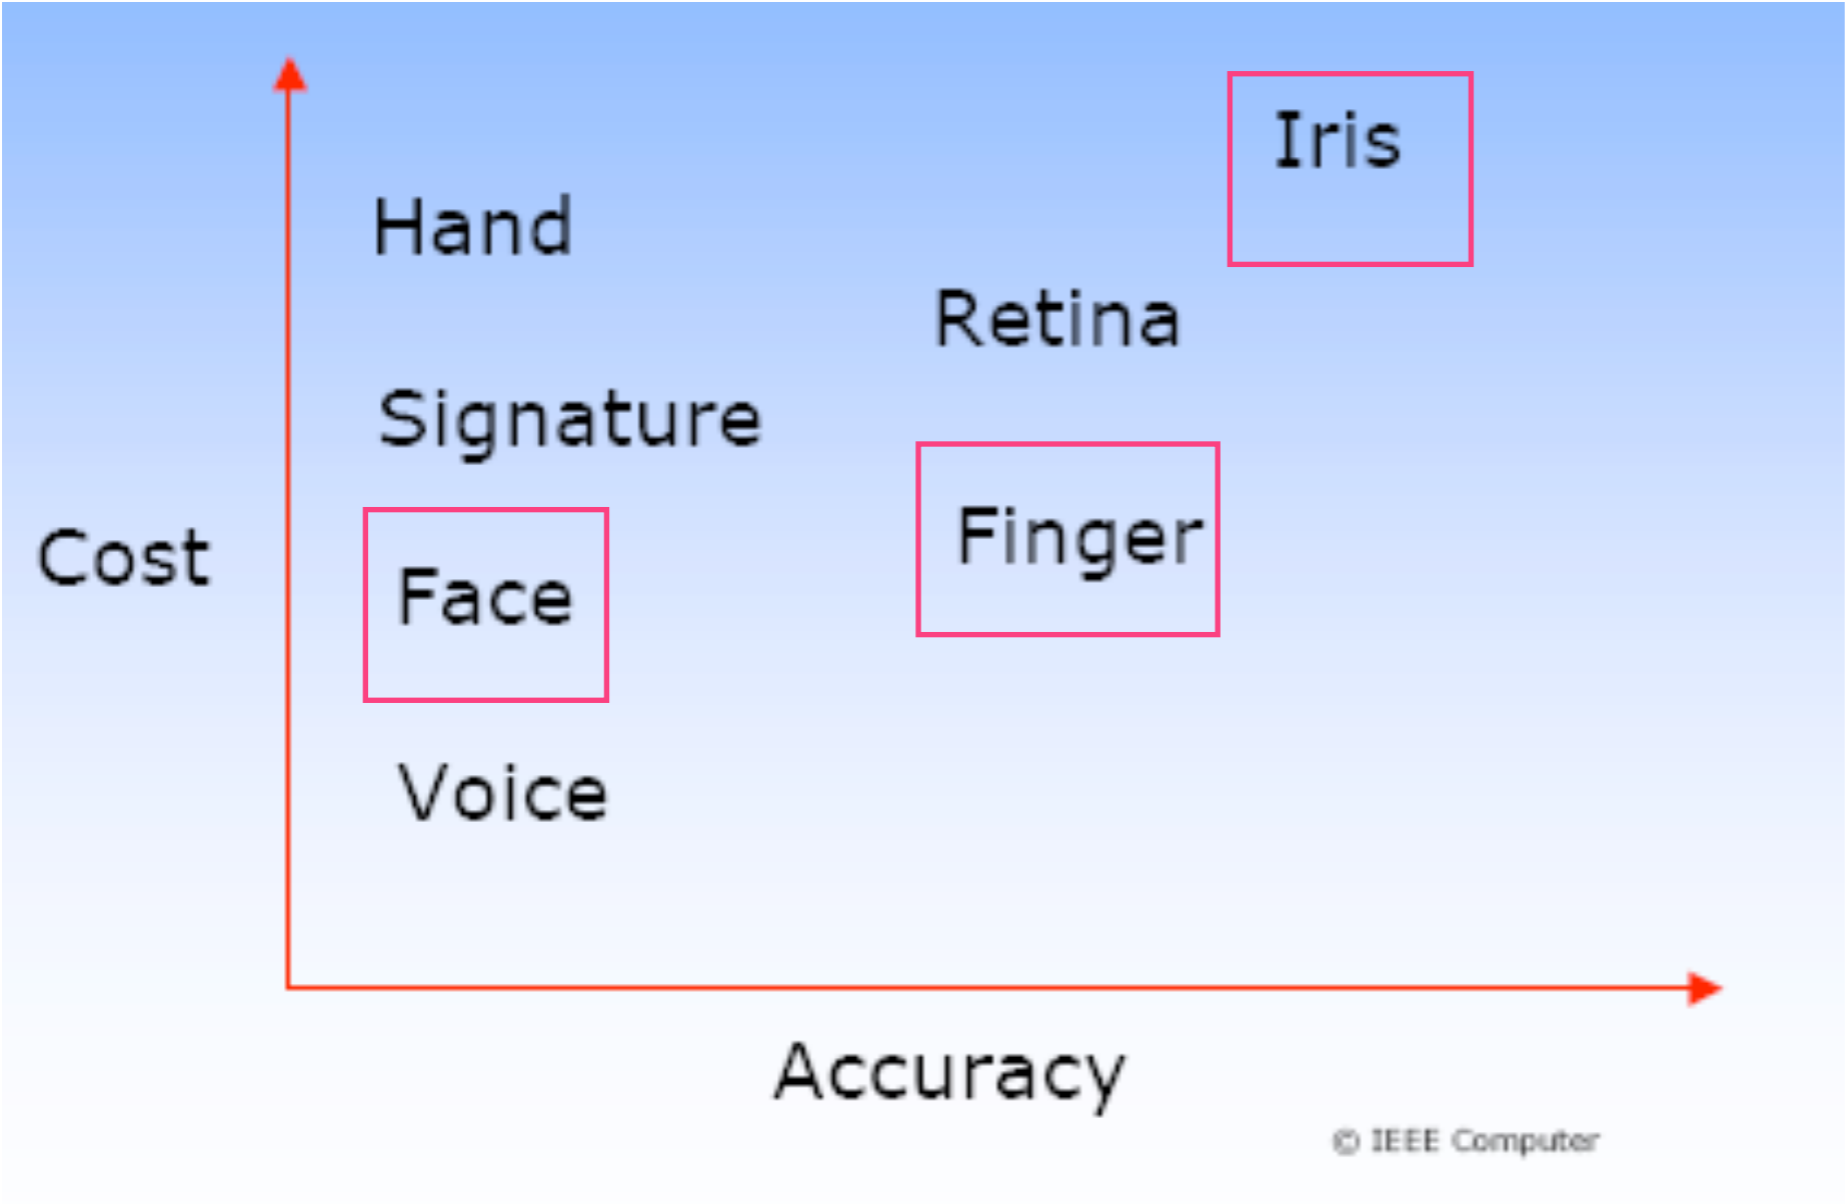 Iris
Hand
Retina
Signature
Finger
Cost
Face
Voice
Accuracy
© IEEE Computer